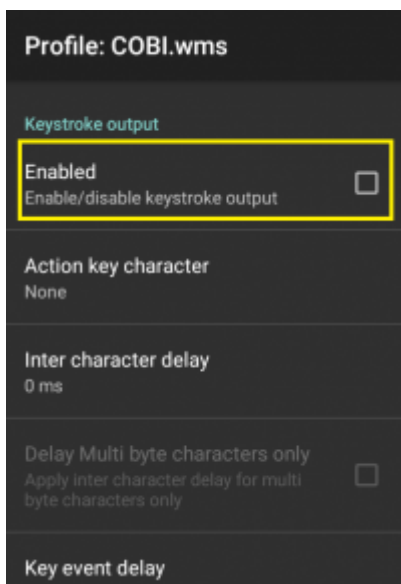 Profile: COBI.wms
Keystroke output
Enabled
Enable/disable keystroke output
Action key character
None
Inter character delay
0 ms
Delay Multi byte characters only
Apply inter character delay for multi
byte characters only
Key event delay